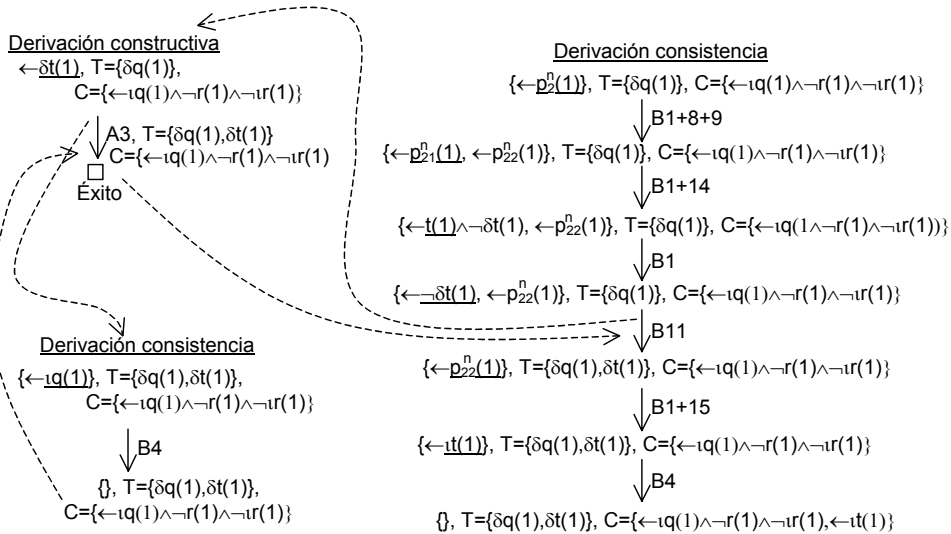 Derivación constructiva
←δt(1), T={δq(1)},
C={←ιq(1)∧¬r(1)∧¬ιr(1)}
A3, T={δq(1),δt(1)}
C={←ιq(1)∧¬r(1)∧¬ιr(1)
Éxito
Derivación consistencia
{←ιq(1)}, T={δq(1),δt(1)},
C={←ιq(1)∧¬r(1)∧¬ιr(1)}
B4
{}, T={δq(1),δt(1)},
C={←ιq(1)∧¬r(1)∧¬ιr(1)}
Derivación consistencia
{←pⁿ₂(1)}, T={δq(1)}, C={←ιq(1)∧¬r(1)∧¬ιr(1)}
B1+8+9
{←pⁿ₂₁(1), ←pⁿ₂₂(1)}, T={δq(1)}, C={←ιq(1)∧¬r(1)∧¬ιr(1)}
B1+14
{←t(1)∧¬δt(1), ←pⁿ₂₂(1)}, T={δq(1)}, C={←ιq(1∧¬r(1)∧¬ιr(1))}
B1
{←¬δt(1), ←pⁿ₂₂(1)}, T={δq(1)}, C={←ιq(1)∧¬r(1)∧¬ιr(1)}
B11
{←pⁿ₂₂(1)}, T={δq(1),δt(1)}, C={←ιq(1)∧¬r(1)∧¬ιr(1)}
B1+15
{←ιt(1)}, T={δq(1),δt(1)}, C={←ιq(1)∧¬r(1)∧¬ιr(1)}
B4
{}, T={δq(1),δt(1)}, C={←ιq(1)∧¬r(1)∧¬ιr(1),←ιt(1)}